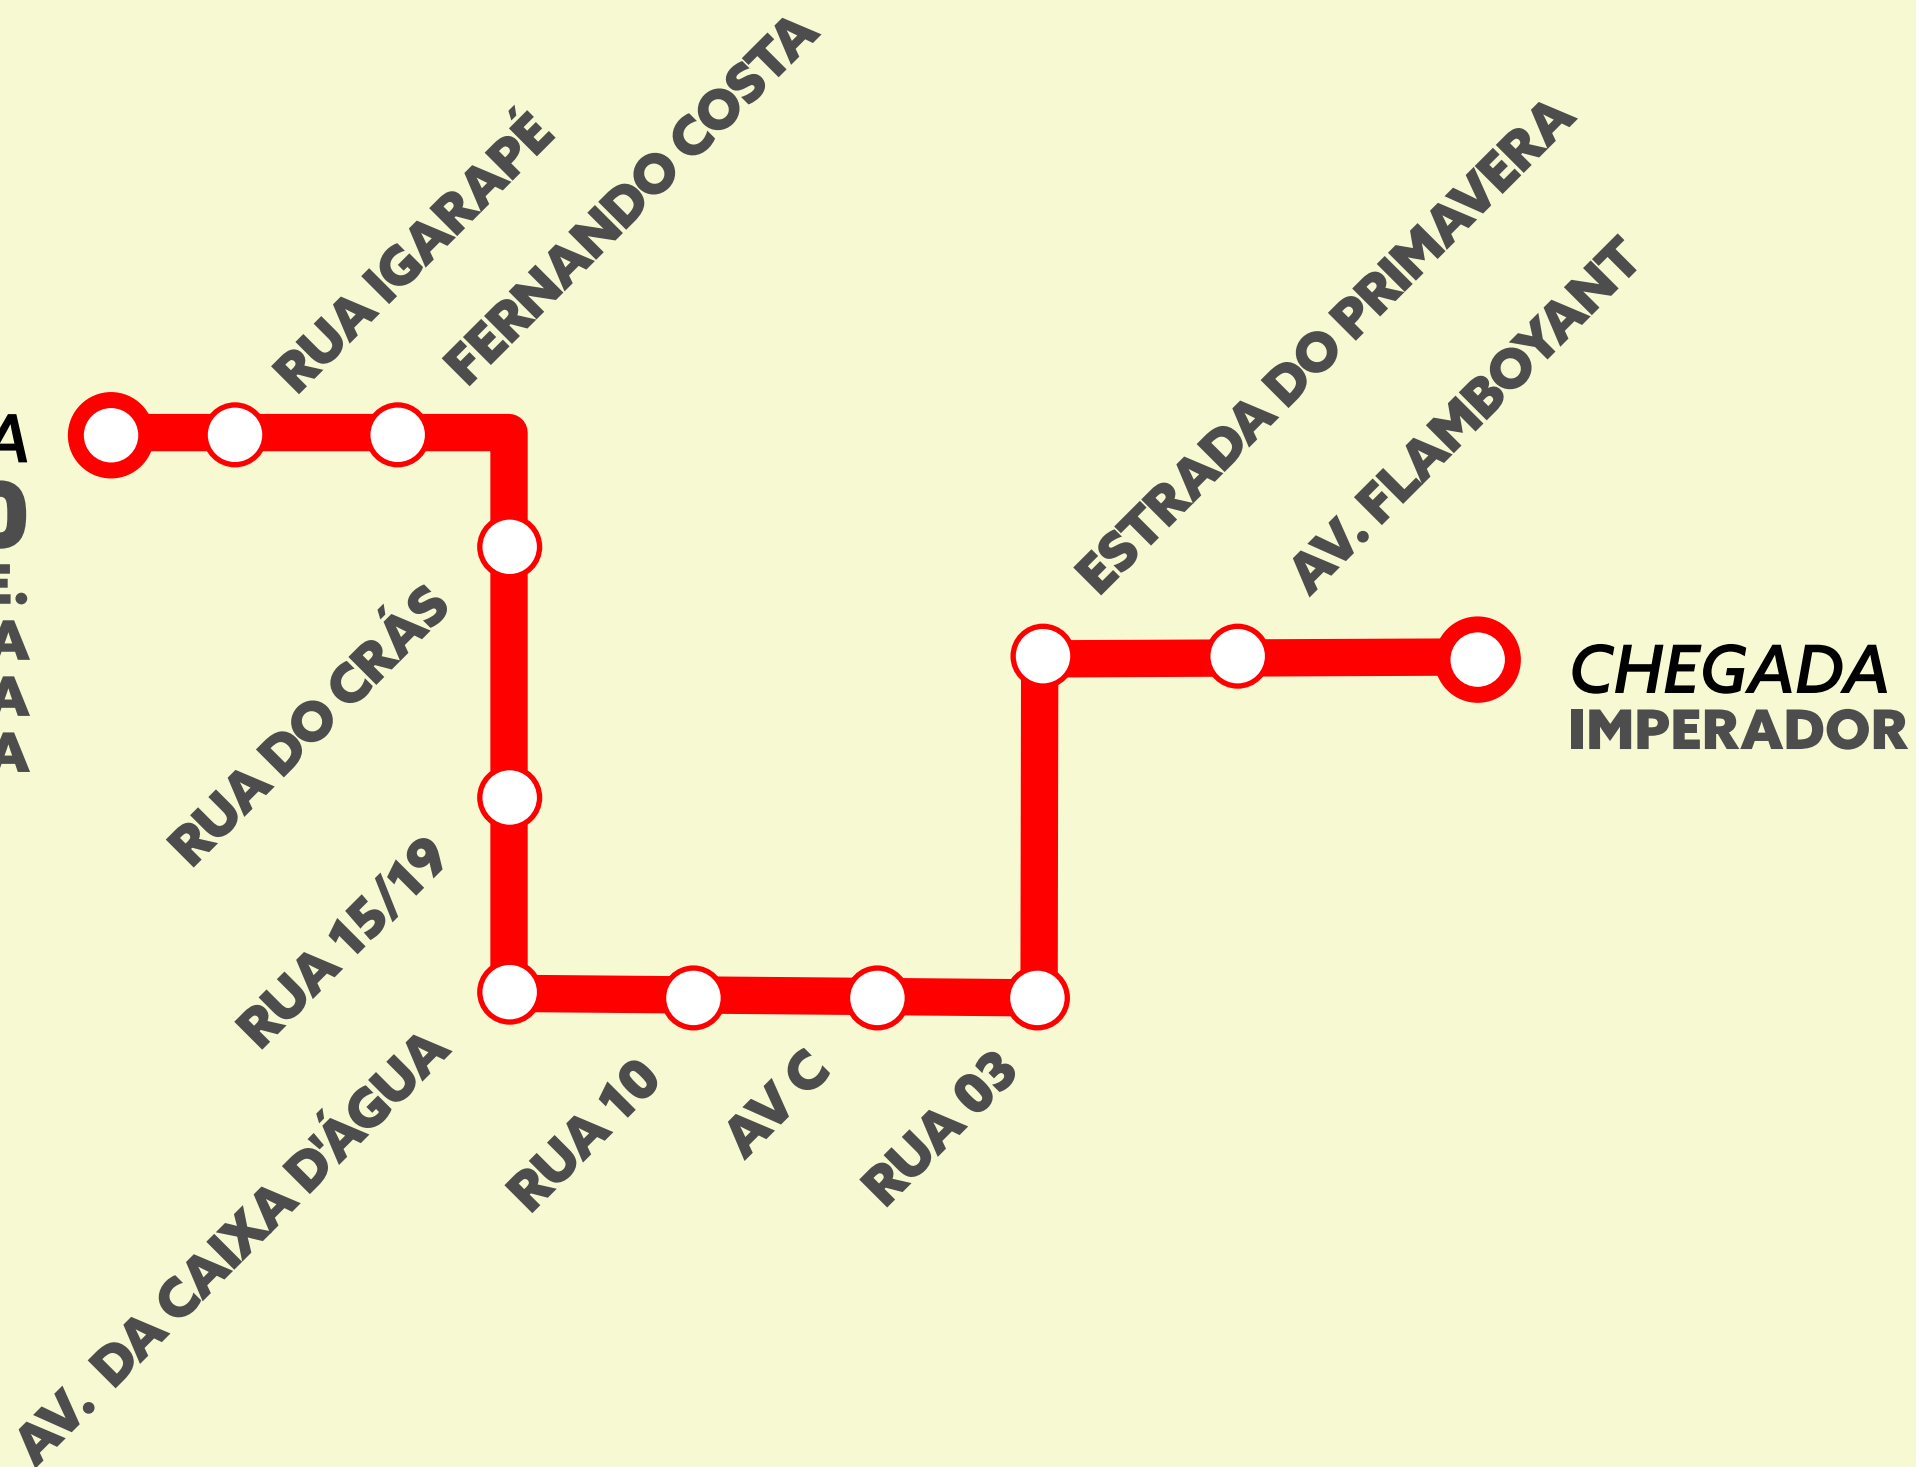 RUA IGARAPÉ
FERNANDO COSTA
RUA DO CRÁS
RUA 15/19
AV. DA CAIXA D'ÁGUA
RUA 10
AV C
RUA 03
ESTRADA DO PRIMAVERA
AV. FLAMBOYANT
CHEGADA
IMPERADOR